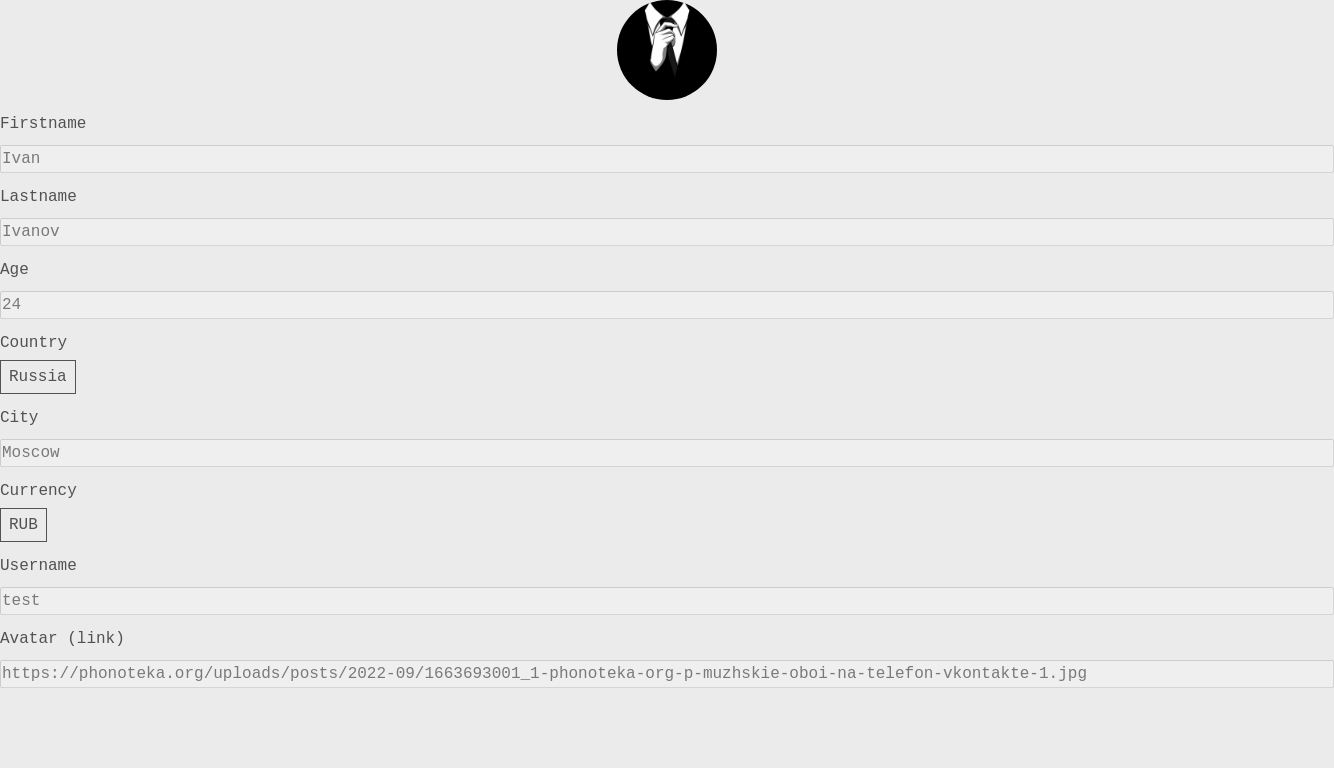 Firstname
Ivan
Lastname
Ivanov
Age
24
Country
Russia
City
Moscow
Currency
RUB
Username
test
Avatar (link)
https://phonoteka.org/uploads/posts/2022-09/1663693001_1-phonoteka-org-p-muzhskie-oboi-na-telefon-vkontakte-1.jpg